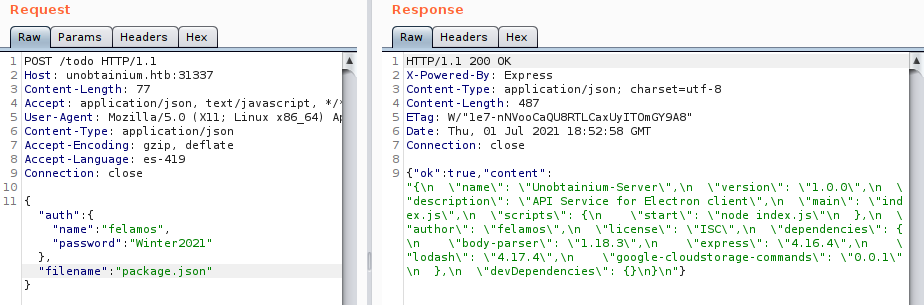 Request
Raw Params Headers Hex
1 POST /todo HTTP/1.1
2 Host: unobtainium.htb:31337
3 Content-Length: 77
4 Accept: application/json, text/javascript, */*
5 User-Agent: Mozilla/5.0 (X11; Linux x86_64) Ap
6 Content-Type: application/json
7 Accept-Encoding: gzip, deflate
8 Accept-Language: es-419
9 Connection: close
10
11 {
"auth":{
"name":"felamos",
"password":"Winter2021"
},
"filename":"package.json"
}
Response
Raw Headers Hex
1 HTTP/1.1 200 OK
2 X-Powered-By: Express
3 Content-Type: application/json; charset=utf-8
4 Content-Length: 487
5 ETag: W/"1e7-nNVooCaQU8RTLCaxUyITOmGY9A8"
6 Date: Thu, 01 Jul 2021 18:52:58 GMT
7 Connection: close
8
9 {"ok":true,"content":
"{\n  \"name\": \"Unobtainium-Server\",\n  \"version\": \"1.0.0\",\n  \
"description\": \"API Service for Electron client\",\n  \"main\": \"ind
ex.js\",\n  \"scripts\": {\n    \"start\": \"node index.js\"\n  },\n  \
"author\": \"felamos\",\n  \"license\": \"ISC\",\n  \"dependencies\": {
\n    \"body-parser\": \"1.18.3\",\n    \"express\": \"4.16.4\",\n    \
"lodash\": \"4.17.4\",\n    \"google-cloudstorage-commands\": \"0.0.1\"
\n  },\n  \"devDependencies\": {}\n}\n"}